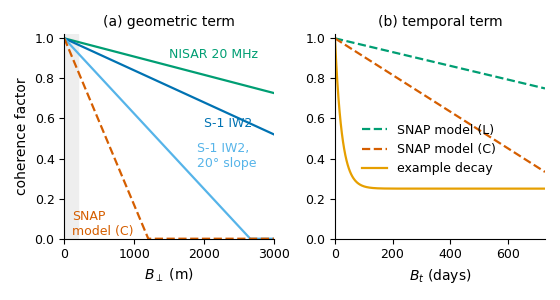 (a) geometric term
coherence factor
1.0
0.8
0.6
0.4
0.2
0.0
NISAR 20 MHz
S-1 IW2
S-1 IW2,
20° slope
SNAP
model (C)
0
1000
2000
3000
B⊥ (m)
(b) temporal term
1.0
0.8
0.6
0.4
0.2
0.0
SNAP model (L)
SNAP model (C)
example decay
0
200
400
600
Bt (days)